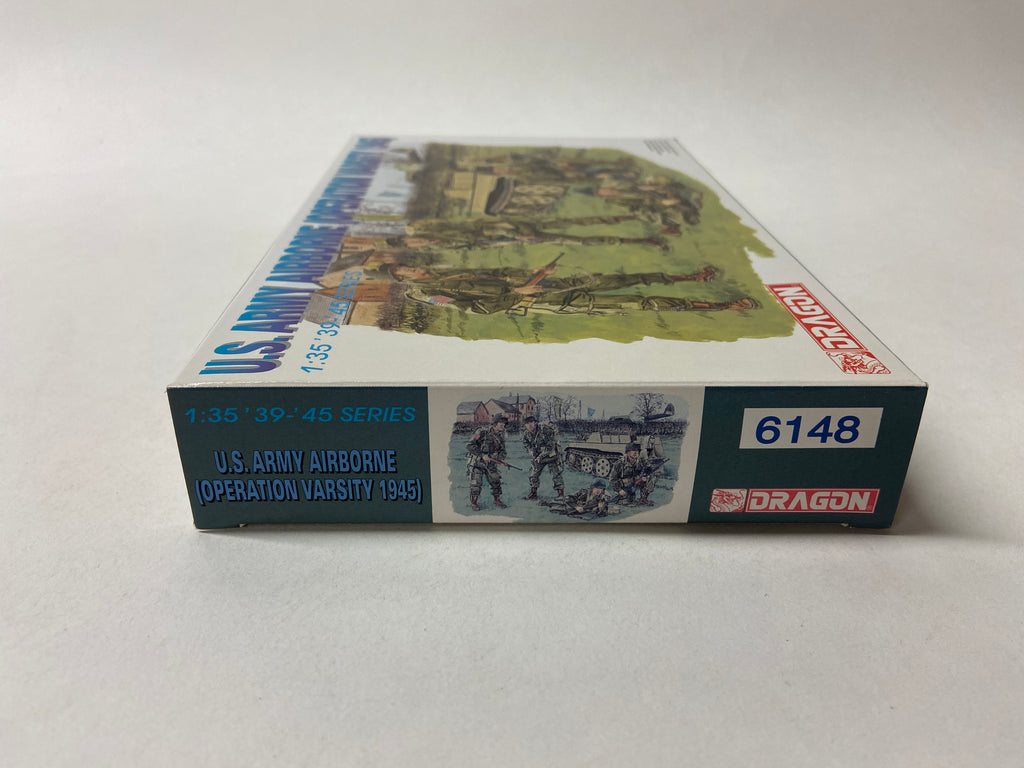 U.S. ARMY AIRBORNE
1:35 '39-'45 SERIES
DRAGON
1:35 '39-'45 SERIES
U.S. ARMY AIRBORNE
(OPERATION VARSITY 1945)
6148
DRAGON